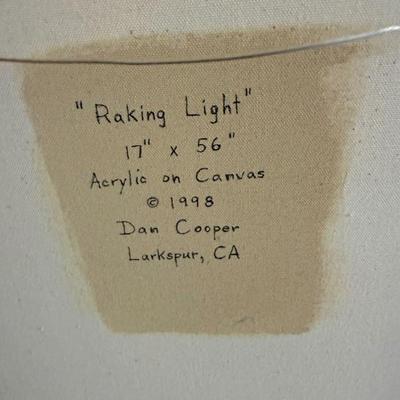 "Raking Light"
17" x 56"
Acrylic on Canvas
© 1998
Dan Cooper
Larkspur, CA